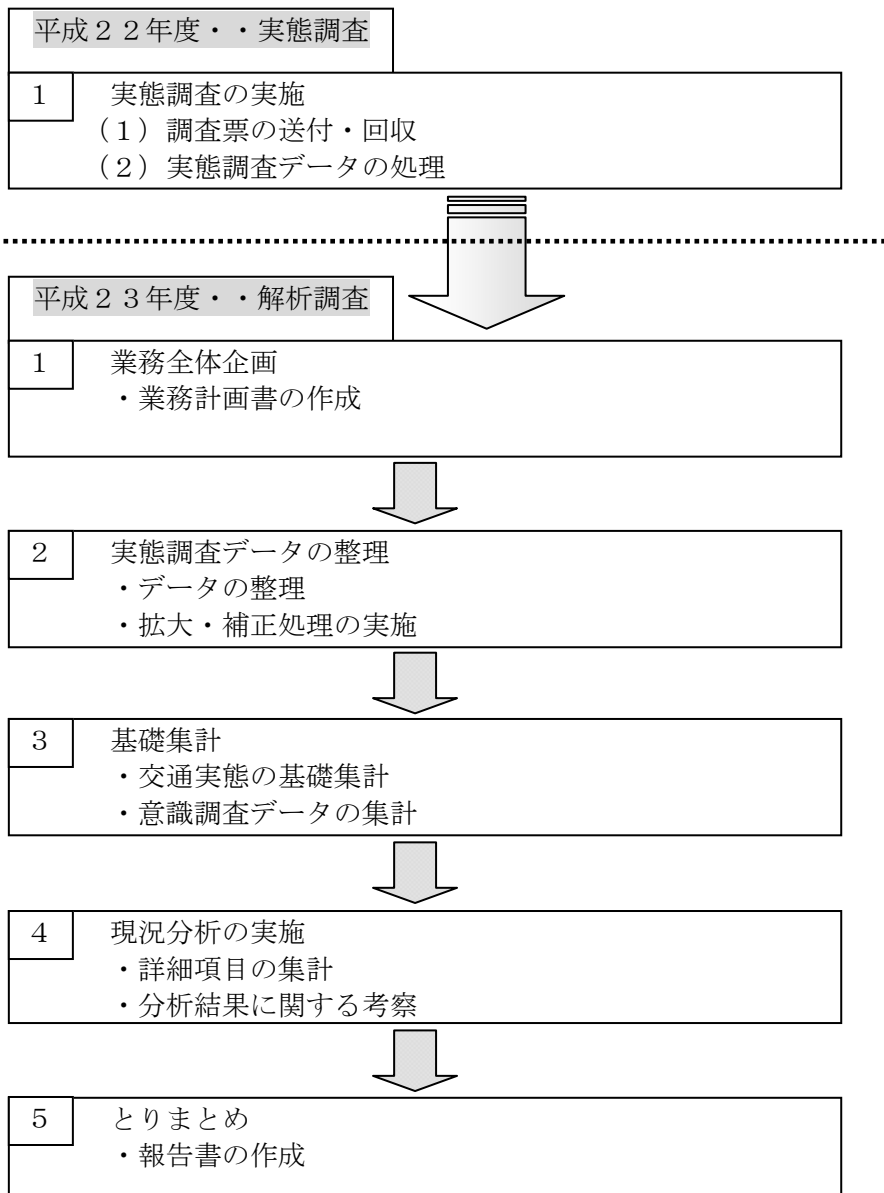 平成２２年度・・実態調査
１ 実態調査の実施
（１）調査票の送付・回収
（２）実態調査データの処理
平成２３年度・・解析調査
１ 業務全体企画
・業務計画書の作成
２ 実態調査データの整理
・データの整理
・拡大・補正処理の実施
３ 基礎集計
・交通実態の基礎集計
・意識調査データの集計
４ 現況分析の実施
・詳細項目の集計
・分析結果に関する考察
５ とりまとめ
・報告書の作成